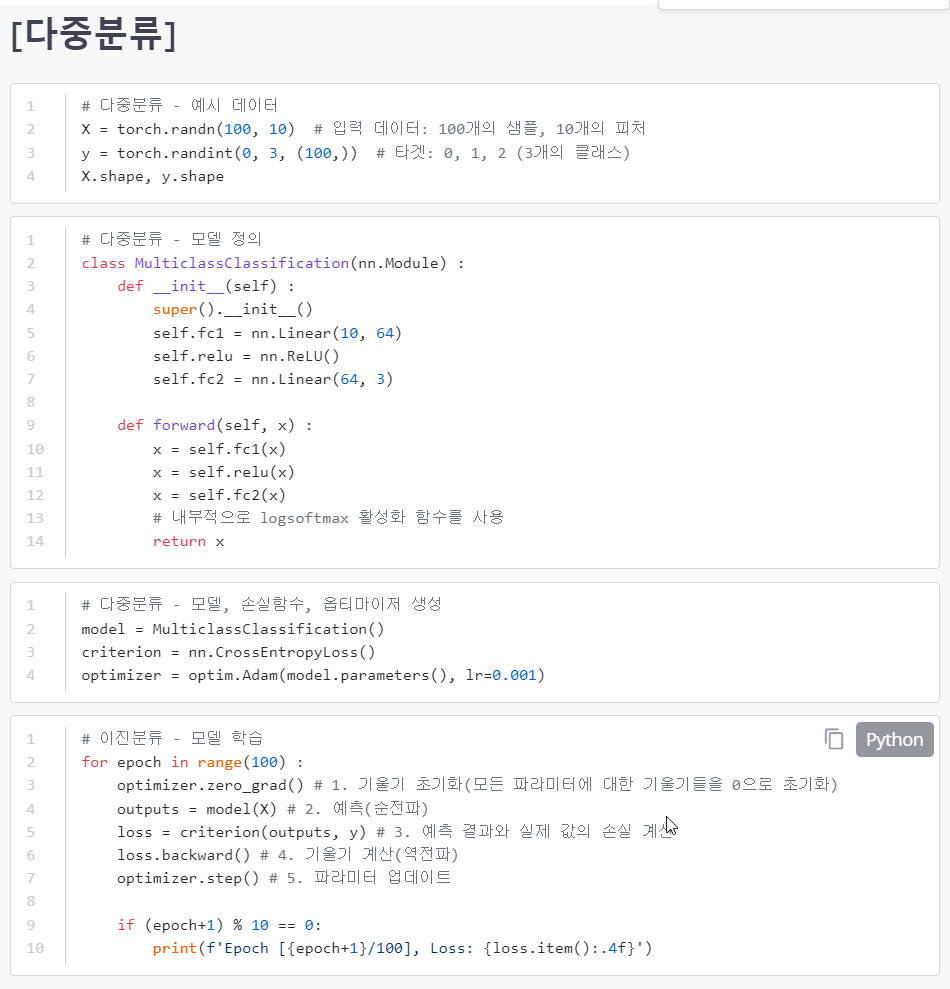 [다중분류]
1 # 다중분류 - 예시 데이터
2 X = torch.randn(100, 10)  # 입력 데이터: 100개의 샘플, 10개의 피처
3 y = torch.randint(0, 3, (100,))  # 타겟: 0, 1, 2 (3개의 클래스)
4 X.shape, y.shape
1 # 다중분류 - 모델 정의
2 class MulticlassClassification(nn.Module) :
3     def __init__(self) :
4         super().__init__()
5         self.fc1 = nn.Linear(10, 64)
6         self.relu = nn.ReLU()
7         self.fc2 = nn.Linear(64, 3)
8
9     def forward(self, x) :
10         x = self.fc1(x)
11         x = self.relu(x)
12         x = self.fc2(x)
13         # 내부적으로 logsoftmax 활성화 함수를 사용
14         return x
1 # 다중분류 - 모델, 손실함수, 옵티마이저 생성
2 model = MulticlassClassification()
3 criterion = nn.CrossEntropyLoss()
4 optimizer = optim.Adam(model.parameters(), lr=0.001)
Python
1 # 이진분류 - 모델 학습
2 for epoch in range(100) :
3     optimizer.zero_grad() # 1. 기울기 초기화(모든 파라미터에 대한 기울기들을 0으로 초기화)
4     outputs = model(X) # 2. 예측(순전파)
5     loss = criterion(outputs, y) # 3. 예측 결과와 실제 값의 손실 계산
6     loss.backward() # 4. 기울기 계산(역전파)
7     optimizer.step() # 5. 파라미터 업데이트
8
9     if (epoch+1) % 10 == 0:
10         print(f'Epoch [{epoch+1}/100], Loss: {loss.item():.4f}')